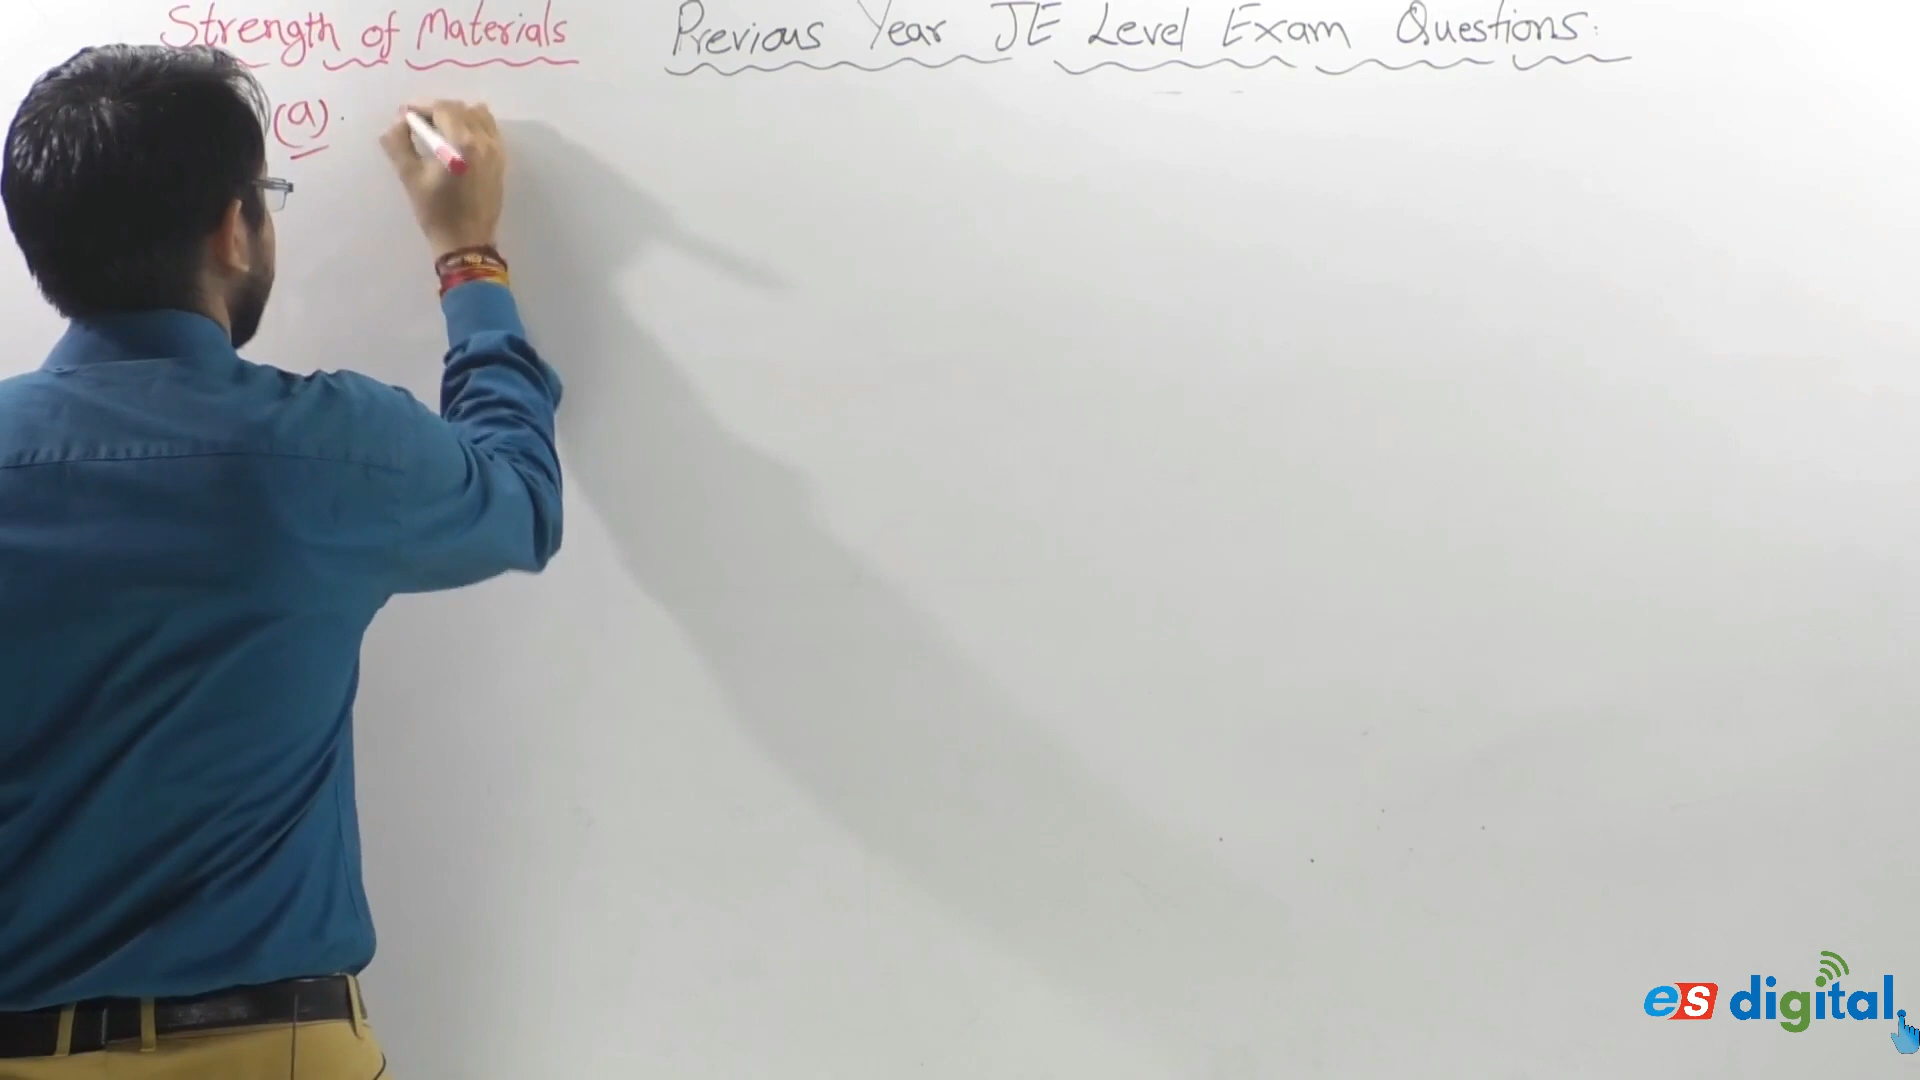 Strength of Materials Previous Year JE Level Exam Questions:
(a).
es digital.